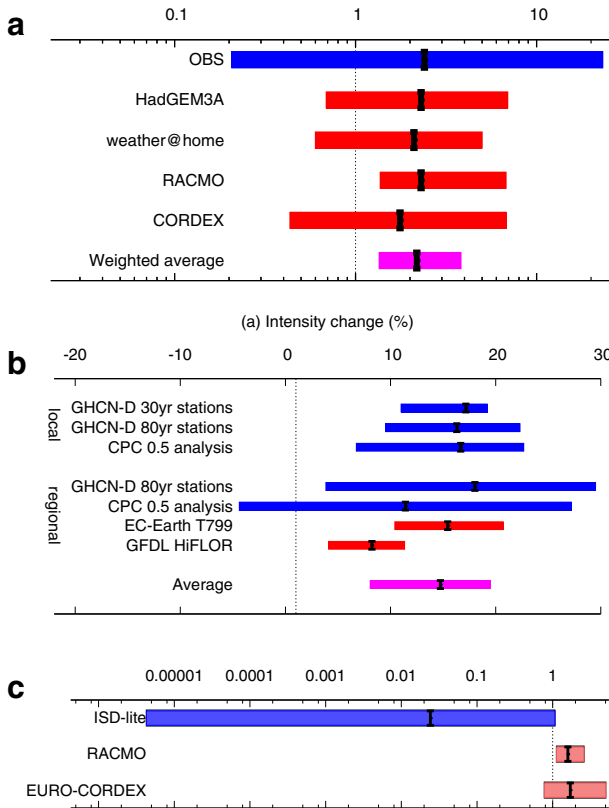 a
0.1 1 10
OBS
HadGEM3A
weather@home
RACMO
CORDEX
Weighted average
(a) Intensity change (%)
b
-20 -10 0 10 20 30
local
GHCN-D 30yr stations
GHCN-D 80yr stations
CPC 0.5 analysis
regional
GHCN-D 80yr stations
CPC 0.5 analysis
EC-Earth T799
GFDL HiFLOR
Average
c
0.00001 0.0001 0.001 0.01 0.1 1
ISD-lite
RACMO
EURO-CORDEX